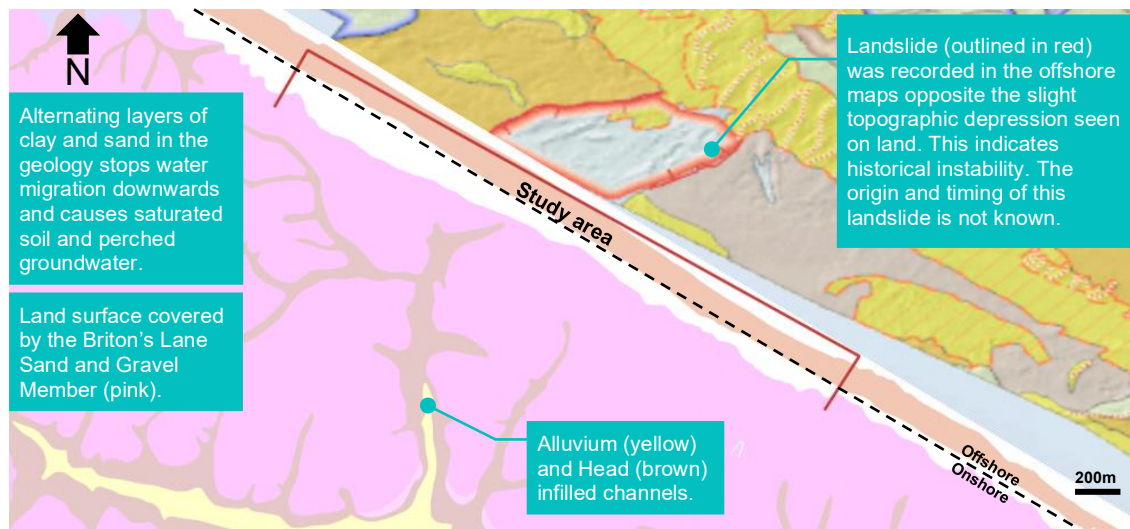 N
Alternating layers of
clay and sand in the
geology stops water
migration downwards
and causes saturated
soil and perched
groundwater.
Land surface covered
by the Briton’s Lane
Sand and Gravel
Member (pink).
Study area
Landslide (outlined in red)
was recorded in the offshore
maps opposite the slight
topographic depression seen
on land. This indicates
historical instability. The
origin and timing of this
landslide is not known.
Alluvium (yellow)
and Head (brown)
infilled channels.
Offshore
Onshore
200m